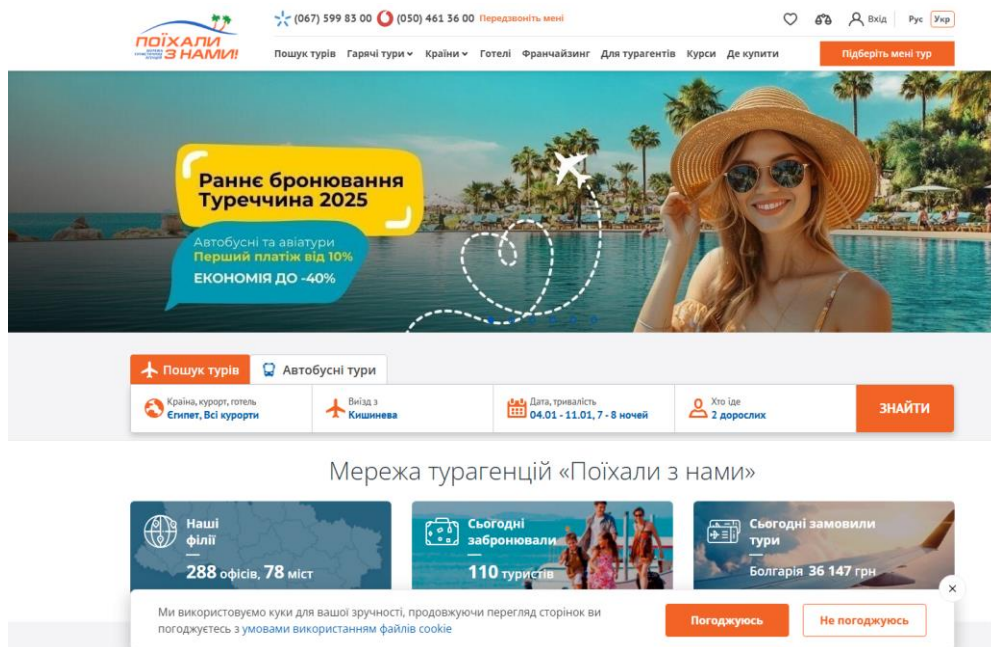 (067) 599 83 00 (050) 461 36 00 Передзвоніть мені
Вхід Рус Укр
ПОЇХАЛИ
З НАМИ!
Пошук турів Гарячі тури Країни Готелі Франчайзинг Для турагентів Курси Де купити
Підберіть мені тур
Раннє бронювання
Туреччина 2025
Автобусні та авіатури
Перший платіж від 10%
ЕКОНОМІЯ ДО -40%
Пошук турів Автобусні тури
Країна, курорт, готель
Єгипет, Всі курорти
Виїзд з
Кишинева
Дата, тривалість
04.01 - 11.01, 7 - 8 ночей
Хто їде
2 дорослих
ЗНАЙТИ
Мережа турагенцій «Поїхали з нами»
Наші
філії
288 офісів, 78 міст
Сьогодні
забронювали
110 туристів
Сьогодні замовили
тури
Болгарія 36 147 грн
Ми використовуємо куки для вашої зручності, продовжуючи перегляд сторінок ви
погоджуєтесь з умовами використанням файлів cookie
Погоджуюсь
Не погоджуюсь